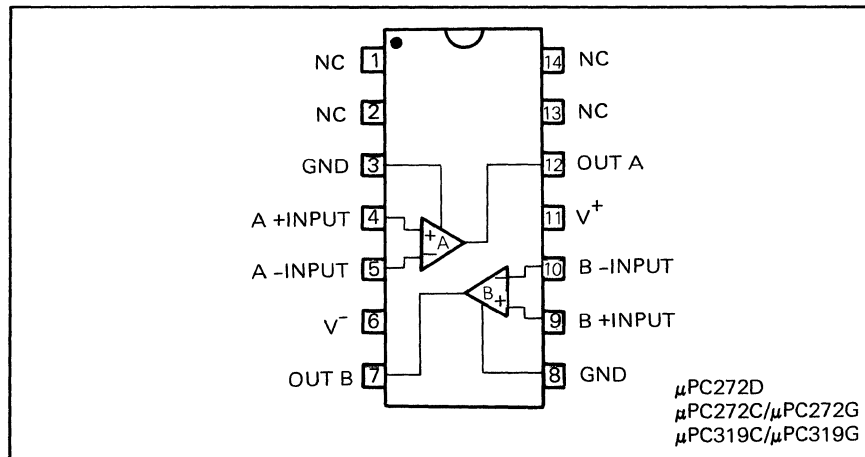 NC 1 14 NC
NC 2 13 NC
GND 3 12 OUT A
A +INPUT 4 11 V+
+ A
−
A −INPUT 5 10 B −INPUT
−
B +
V− 6 9 B +INPUT
OUT B 7 8 GND
μPC272D
μPC272C/μPC272G
μPC319C/μPC319G